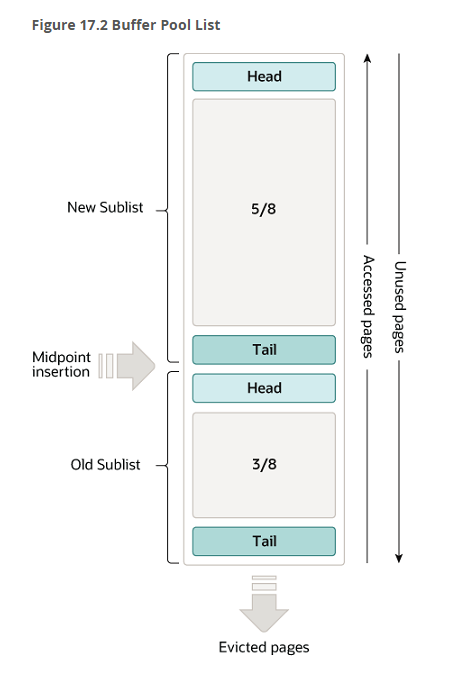 Figure 17.2 Buffer Pool List
Head
New Sublist
5/8
Accessed pages
Unused pages
Tail
Midpoint
insertion
Head
Old Sublist
3/8
Tail
Evicted pages